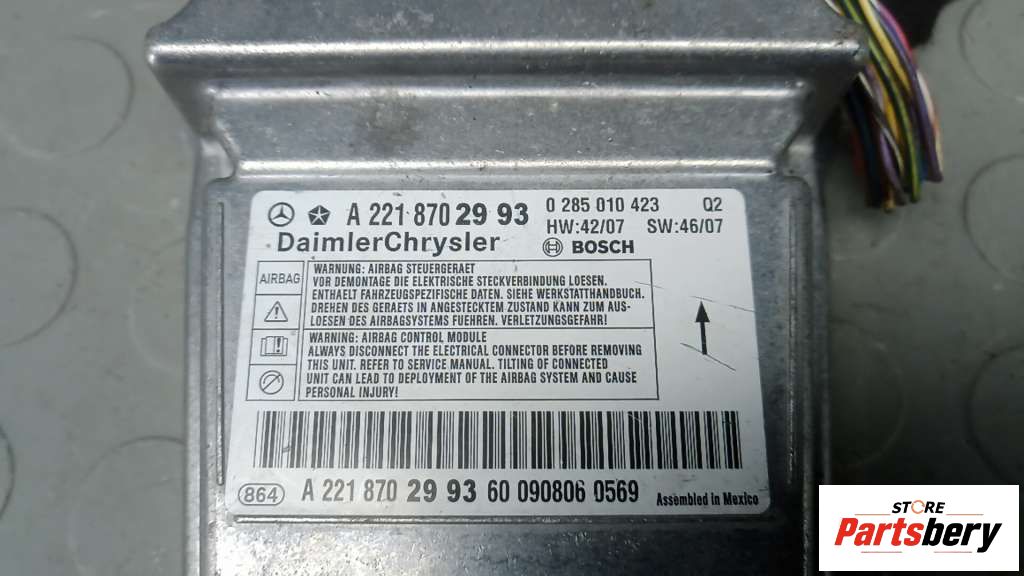 A 221 870 29 93
0 285 010 423 Q2
DaimlerChrysler
HW:42/07 SW:46/07
BOSCH
AIRBAG
WARNUNG: AIRBAG STEUERGERAET
VOR DEMONTAGE DIE ELEKTRISCHE STECKVERBINDUNG LOESEN.
ENTHAELT FAHRZEUGSPEZIFISCHE DATEN. SIEHE WERKSTATTHANDBUCH.
DREHEN DES GERAETS IN ANGESTECKTEM ZUSTAND KANN ZUM AUS-
LOESEN DES AIRBAGSYSTEMS FUEHREN. VERLETZUNGSGEFAHR!
WARNING: AIRBAG CONTROL MODULE
ALWAYS DISCONNECT THE ELECTRICAL CONNECTOR BEFORE REMOVING
THIS UNIT. REFER TO SERVICE MANUAL. TILTING OF CONNECTED
UNIT CAN LEAD TO DEPLOYMENT OF THE AIRBAG SYSTEM AND CAUSE
PERSONAL INJURY!
864 A 221 870 29 93 60 090806 0569 Assembled in Mexico
STORE
Partsbery